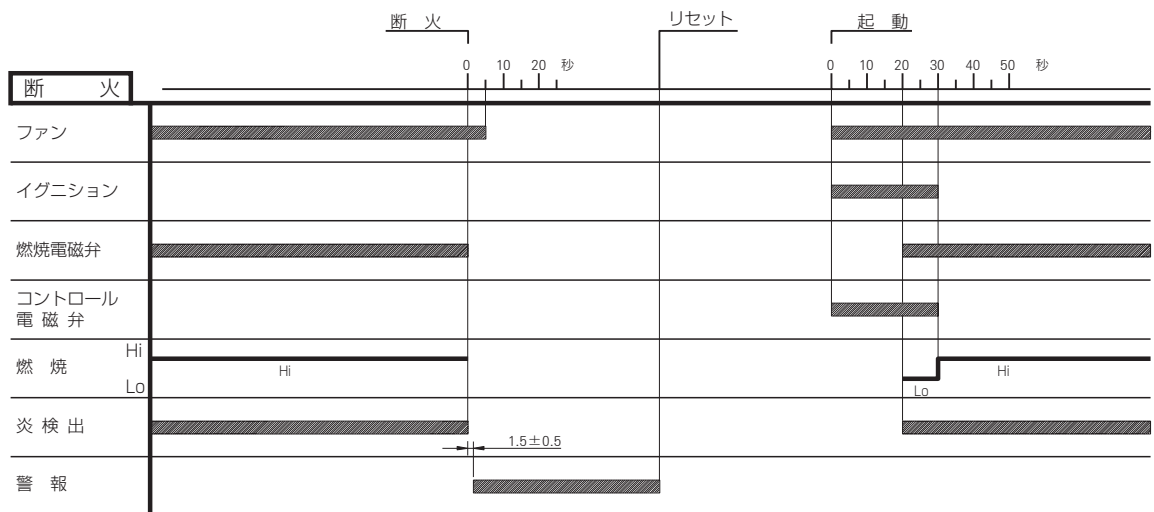 断 火 リセット 起 動
0 10 20 秒 0 10 20 30 40 50 秒
断 火
ファン
イグニション
燃焼電磁弁
コントロール
電 磁 弁
Hi
燃 焼
Hi
Lo
Lo
Hi
炎 検 出
1.5±0.5
警 報